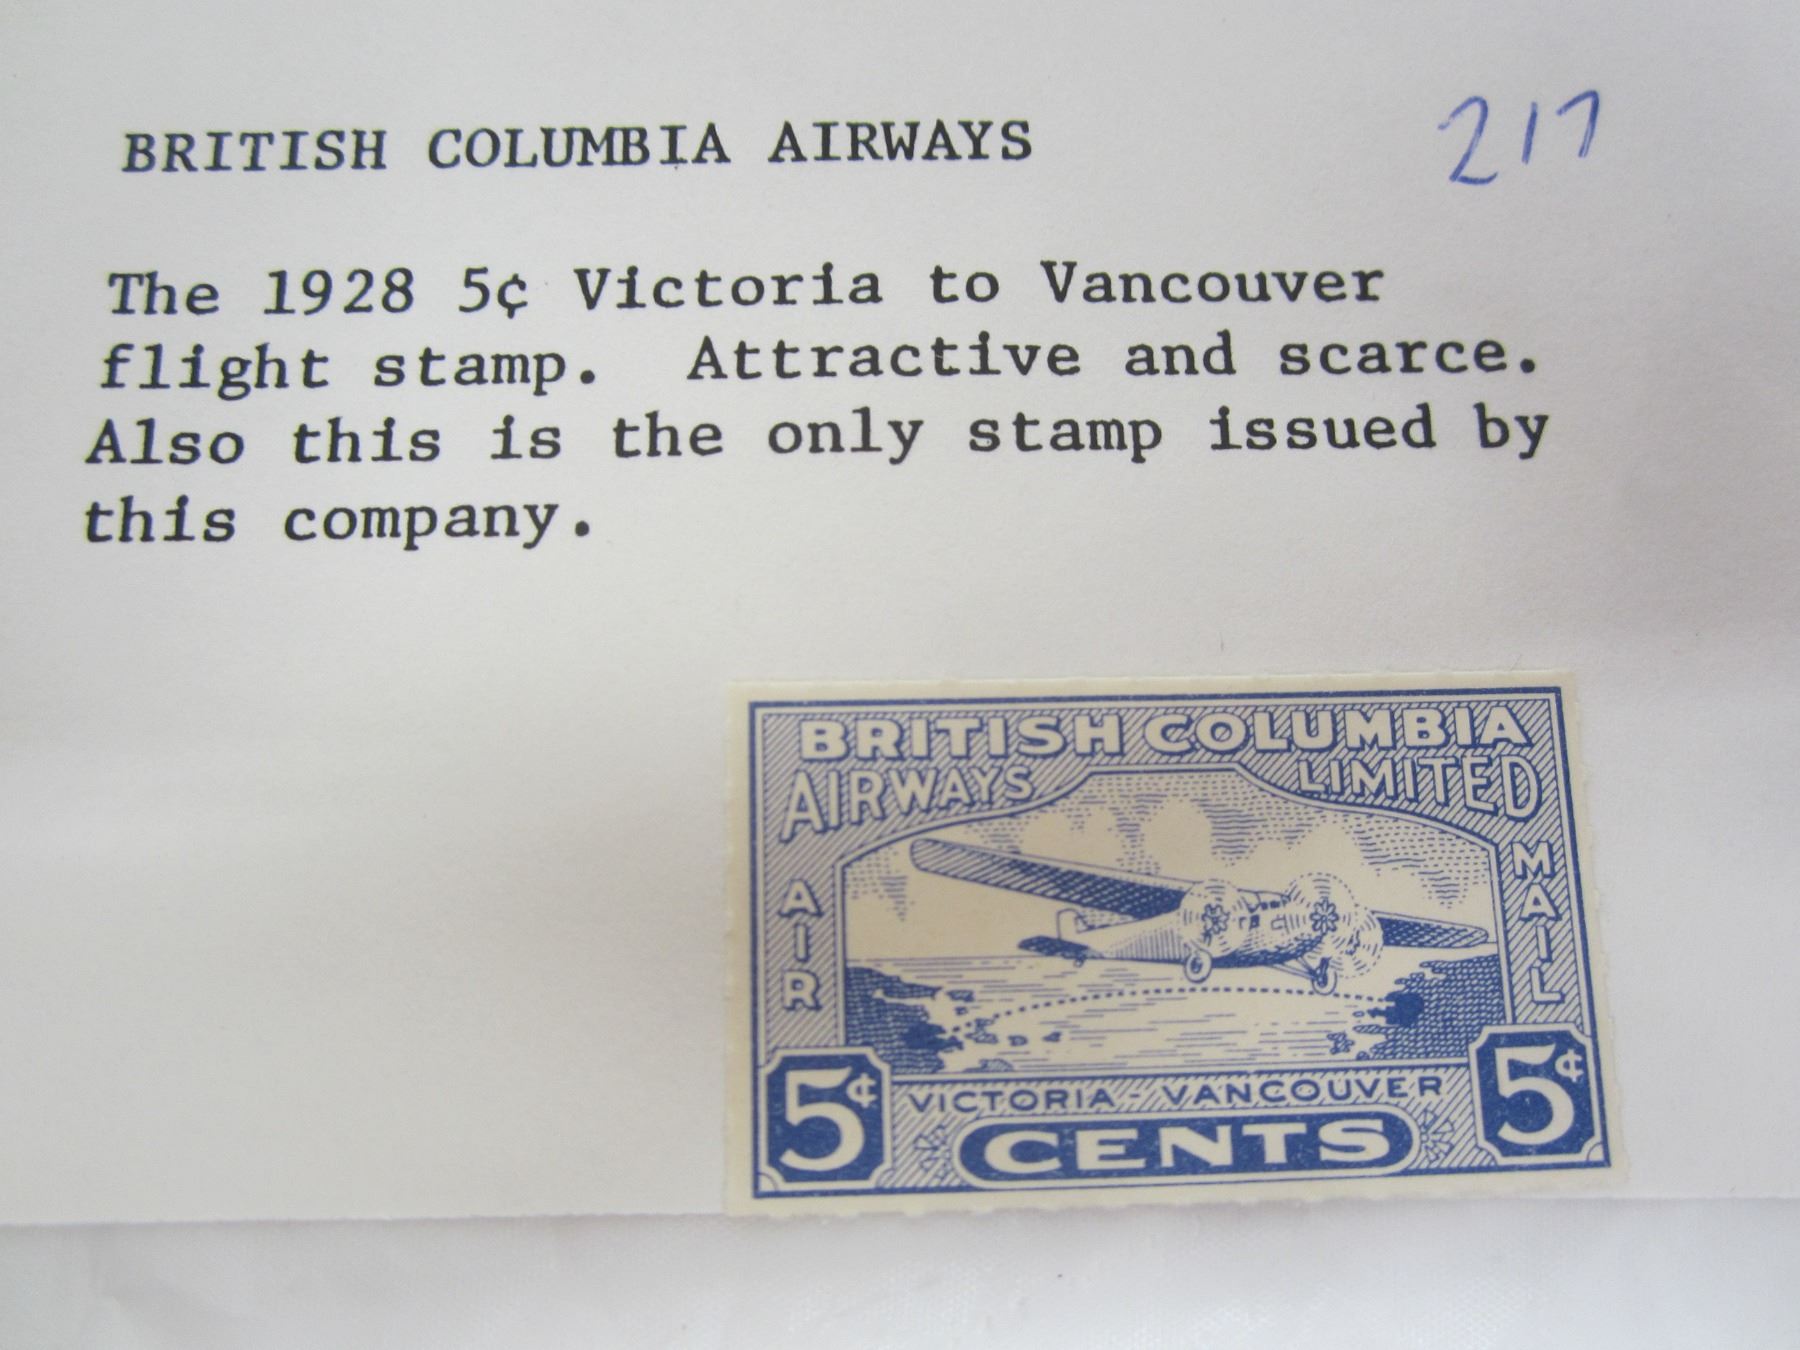 BRITISH COLUMBIA AIRWAYS
217
The 1928 5¢ Victoria to Vancouver
flight stamp.  Attractive and scarce.
Also this is the only stamp issued by
this company.
BRITISH COLUMBIA
AIRWAYS LIMITED
AIR
MAIL
5¢
VICTORIA - VANCOUVER
5¢
CENTS